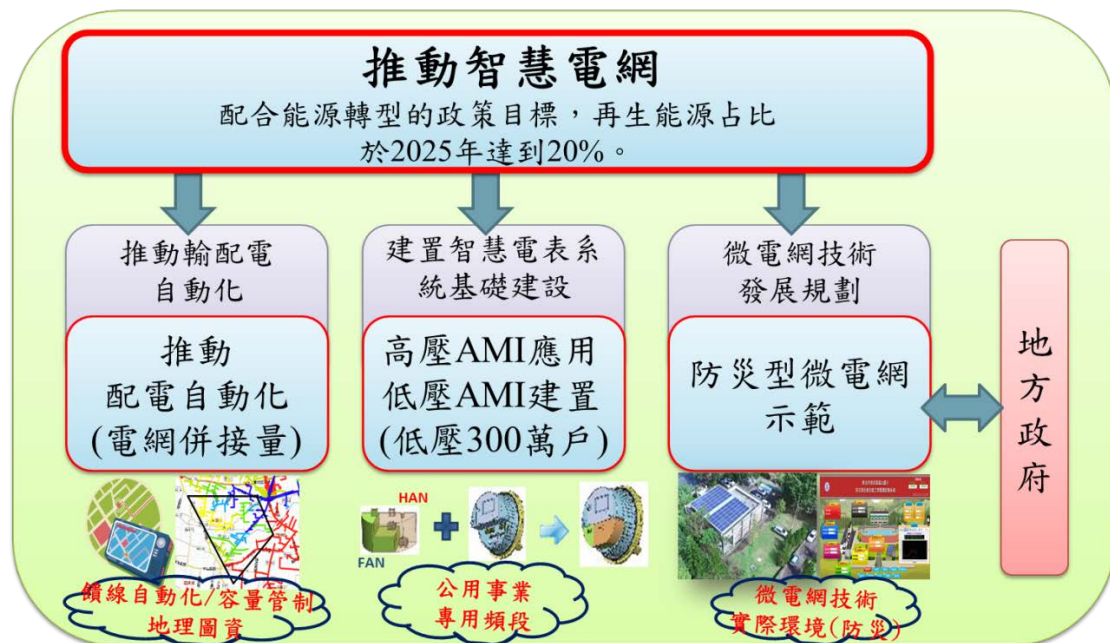 推動智慧電網
配合能源轉型的政策目標，再生能源占比
於2025年達到20%。
推動輸配電
自動化
推動
配電自動化
(電網併接量)
饋線自動化/容量管制
地理圖資
建置智慧電表系
統基礎建設
高壓AMI應用
低壓AMI建置
(低壓300萬戶)
HAN
FAN
公用事業
專用頻段
微電網技術
發展規劃
防災型微電網
示範
微電網技術
實際環境(防災)
地方政府